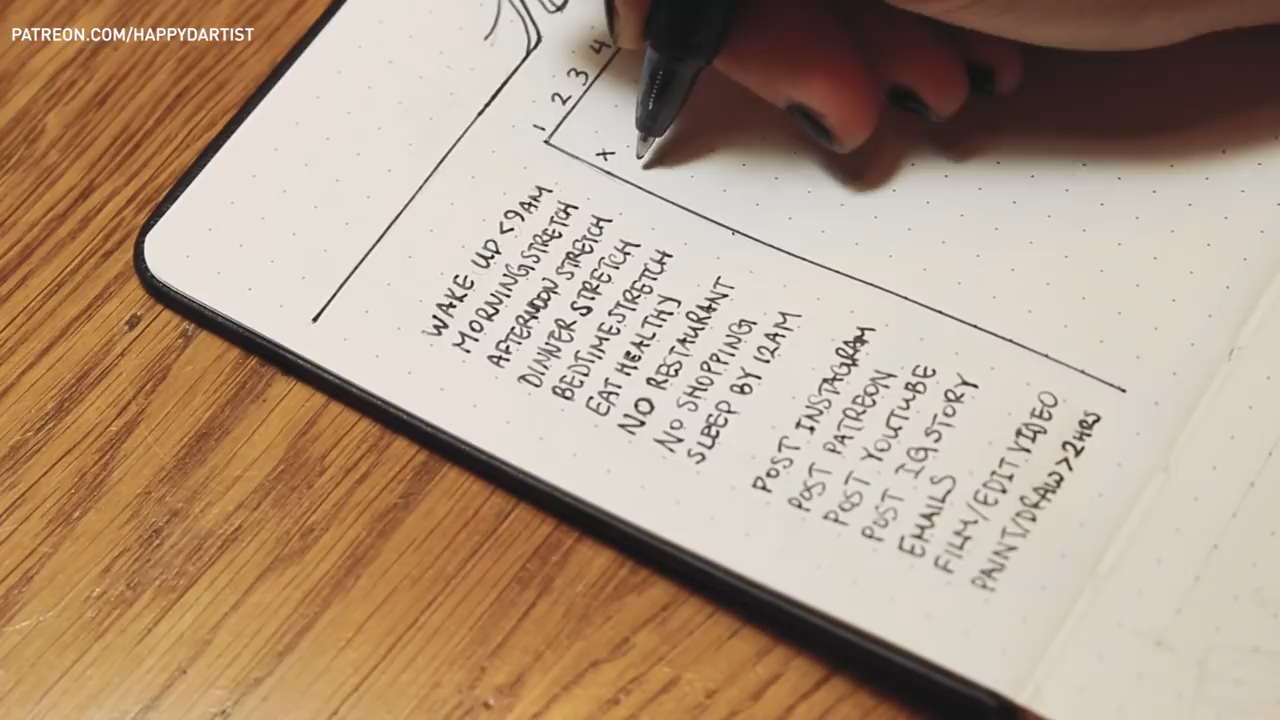 PATREON.COM/HAPPYDARTIST
1 2 3 4
X
WAKE UP <9AM
MORNING STRETCH
AFTERNOON STRETCH
DINNER STRETCH
BEDTIME STRETCH
EAT HEALTHY
NO RESTAURANT
NO SHOPPING
SLEEP BY 12AM
POST INSTAGRAM
POST PATREON
POST YOUTUBE
POST IG STORY
EMAILS
FILM/EDIT VIDEO
PAINT/DRAW >2HRS